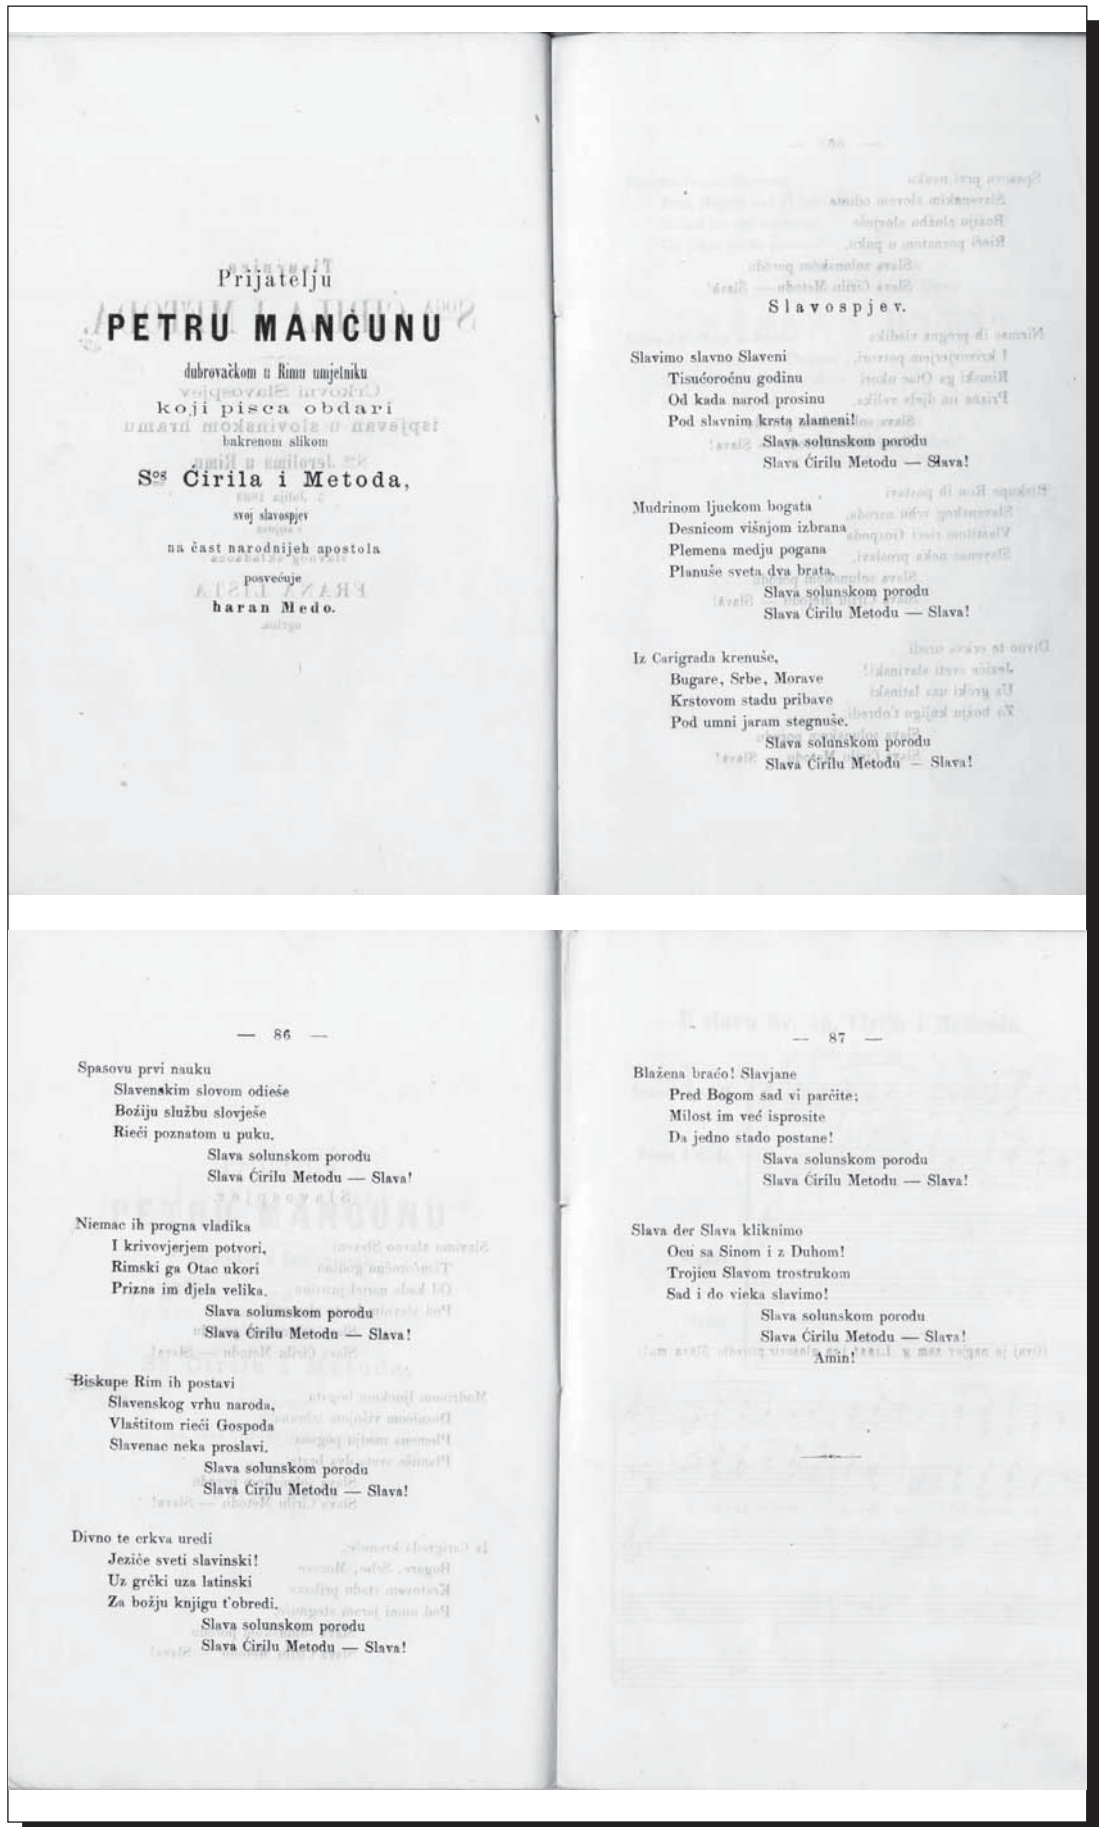 Prijatelju
PETRU MANĆUNU
dubrovačkom u Rimu umjetniku
koji pisca obdari
bakrenom slikom
Sog Ćirila i Metoda,
svoj slavospjev
na čast narodnijeh apostola
posvećuje
haran Medo.
Slavospjev.
Slavimo slavno Slaveni
Tisućoroćnu godinu
Od kada narod prosinu
Pod slavnim krsta zlameni!
Slava solunskom porodu
Slava Ćirilu Metodu — Slava!
Mudrinom ljuckom bogata
Desnicom višnjom izbrana
Plemena medju pogana
Planuše sveta dva brata.
Slava solunskom porodu
Slava Ćirilu Metodu — Slava!
Iz Carigrada krenuše,
Bugare, Srbe, Morave
Krstovom stadu pribave
Pod umni jaram stegnuše.
Slava solunskom porodu
Slava Ćirilu Metodu — Slava!
— 86 —
Spasovu prvi nauku
Slavenskim slovom odieše
Božiju službu slovješe
Rieći poznatom u puku.
Slava solunskom porodu
Slava Ćirilu Metodu — Slava!
Niemac ih progna vladika
I krivovjerjem potvori,
Rimski ga Otac ukori
Prizna im djela velika.
Slava solumskom porodu
Slava Ćirilu Metodu — Slava!
Biskupe Rim ih postavi
Slavenskog vrhu naroda,
Vlaštitom rieći Gospoda
Slavenac neka proslavi.
Slava solunskom porodu
Slava Ćirilu Metodu — Slava!
Divno te crkva uredi
Jeziće sveti slavinski!
Uz grčki uza latinski
Za božju knjigu t'obredi.
Slava solunskom porodu
Slava Ćirilu Metodu — Slava!
— 87 —
Blažena braćo! Slavjane
Pred Bogom sad vi parćite;
Milost im već isprosite
Da jedno stado postane!
Slava solunskom porodu
Slava Ćirilu Metodu — Slava!
Slava der Slava kliknimo
Ocu sa Sinom i z Duhom!
Trojicu Slavom trostrukom
Sad i do vieka slavimo!
Slava solunskom porodu
Slava Ćirilu Metodu — Slava!
Amin!